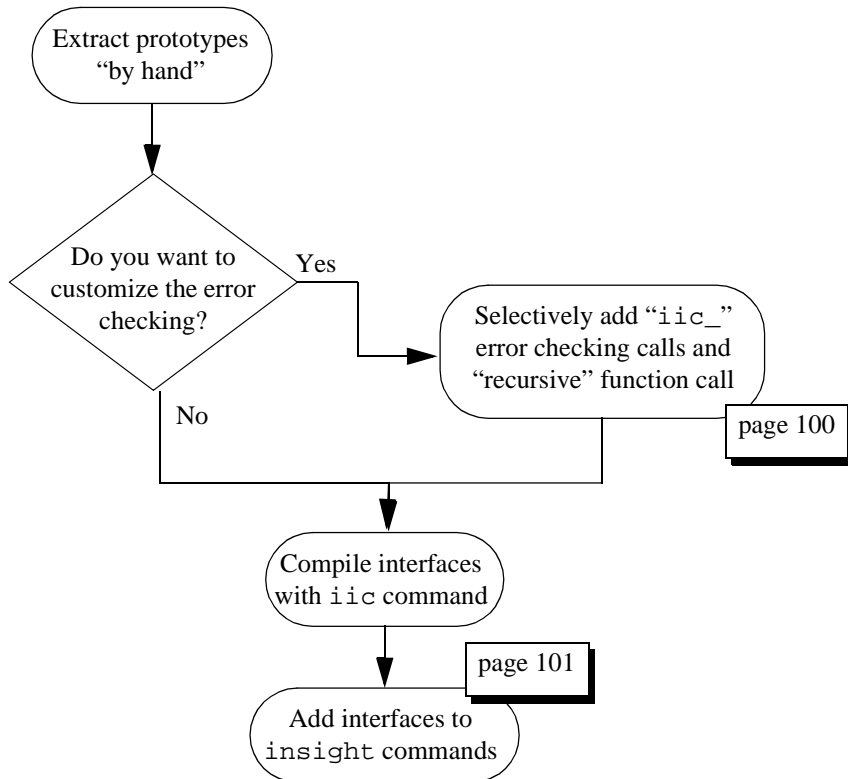 Extract prototypes
“by hand”
Do you want to
customize the error
checking?
Yes
Selectively add “iic_”
error checking calls and
“recursive” function call
No
page 100
Compile interfaces
with iic command
page 101
Add interfaces to
insight commands